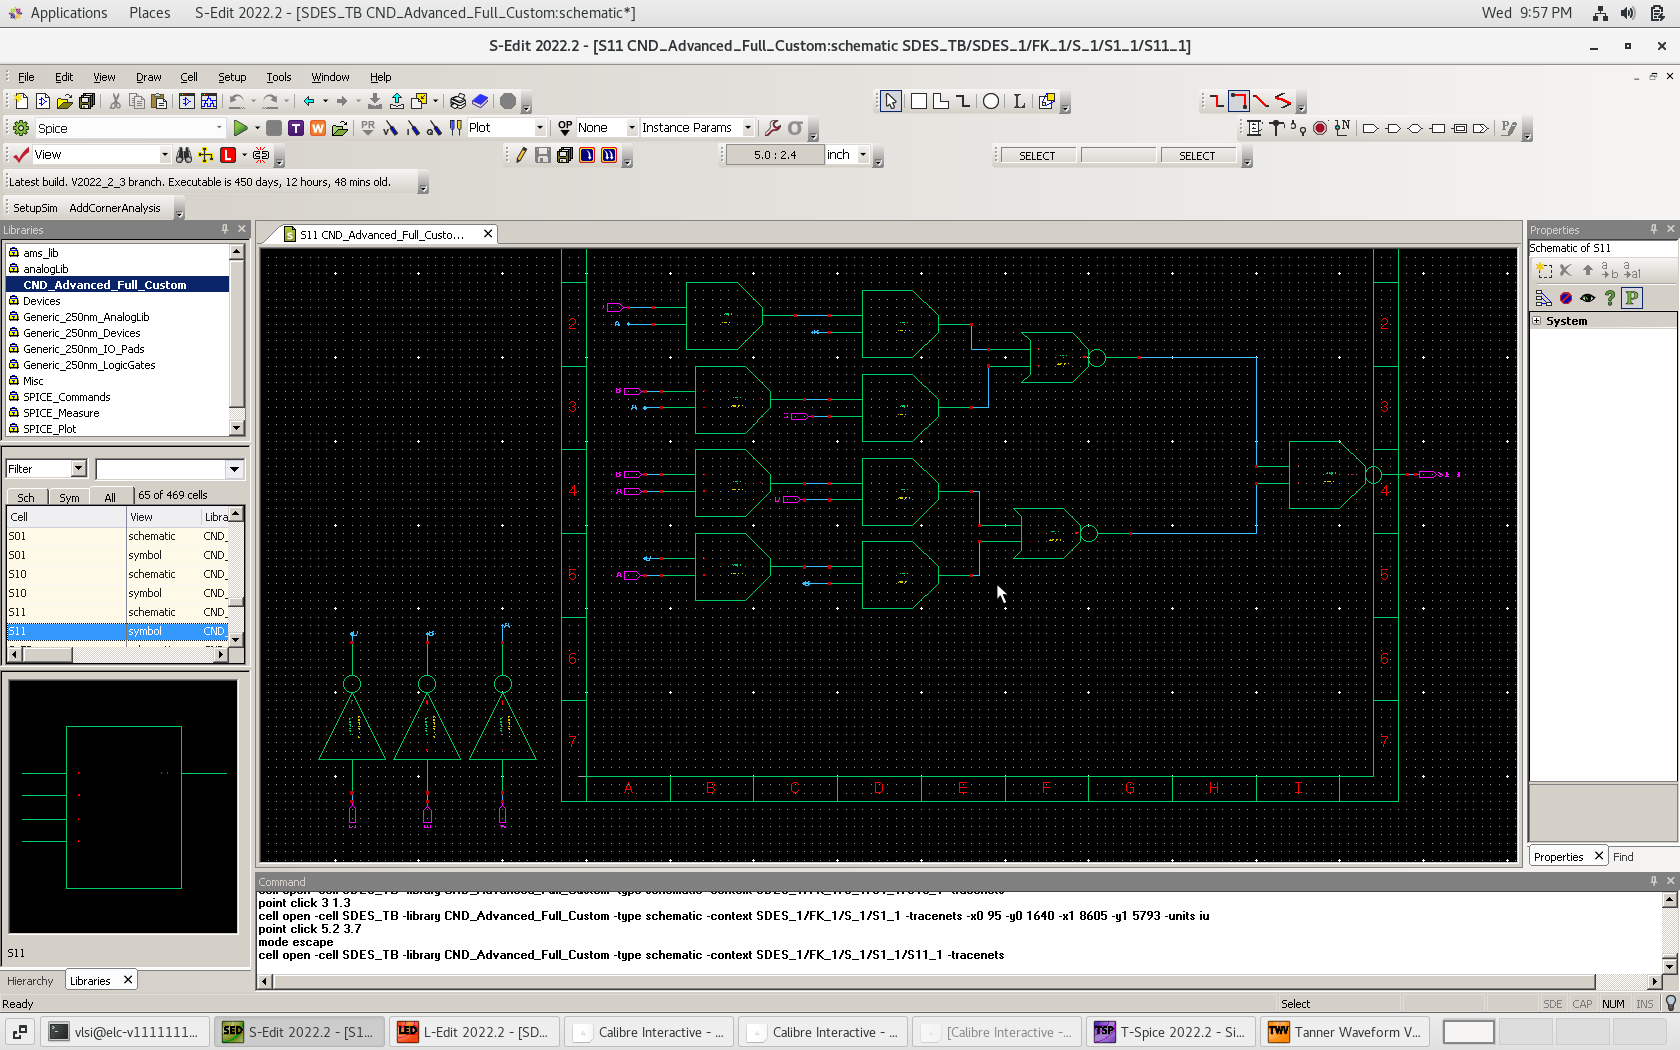 Applications Places S-Edit 2022.2 - [SDES_TB CND_Advanced_Full_Custom:schematic*] Wed 9:57 PM
S-Edit 2022.2 - [S11 CND_Advanced_Full_Custom:schematic SDES_TB/SDES_1/FK_1/S_1/S1_1/S11_1]
File Edit View Draw Cell Setup Tools Window Help
Spice Plot OP None Instance Params
View 5.0 : 2.4 inch SELECT SELECT
Latest build. V2022_2_3 branch. Executable is 450 days, 12 hours, 48 mins old.
SetupSim AddCornerAnalysis
Libraries
ams_lib
analogLib
CND_Advanced_Full_Custom
Devices
Generic_250nm_AnalogLib
Generic_250nm_Devices
Generic_250nm_IO_Pads
Generic_250nm_LogicGates
Misc
SPICE_Commands
SPICE_Measure
SPICE_Plot
Filter
Sch Sym All 65 of 469 cells
Cell View Libra
S01 schematic CND_
S01 symbol CND_
S10 schematic CND_
S10 symbol CND_
S11 schematic CND_
S11 symbol CND_
S11
Hierarchy Libraries
S11 CND_Advanced_Full_Custo...
2 2
3 3
4 4
5 5
6 6
7 7
A B C D E F G H I
Properties
Schematic of S11
System
Properties Find
Command
point click 3 1.3
cell open -cell SDES_TB -library CND_Advanced_Full_Custom -type schematic -context SDES_1/FK_1/S_1/S1_1 -tracenets -x0 95 -y0 1640 -x1 8605 -y1 5793 -units iu
point click 5.2 3.7
mode escape
cell open -cell SDES_TB -library CND_Advanced_Full_Custom -type schematic -context SDES_1/FK_1/S_1/S1_1/S11_1 -tracenets
Ready Select SDE CAP NUM INS
vlsi@elc-v1111111... S-Edit 2022.2 - [S1... L-Edit 2022.2 - [SD... Calibre Interactive - ... Calibre Interactive - ... [Calibre Interactive - ... T-Spice 2022.2 - Si... Tanner Waveform V...